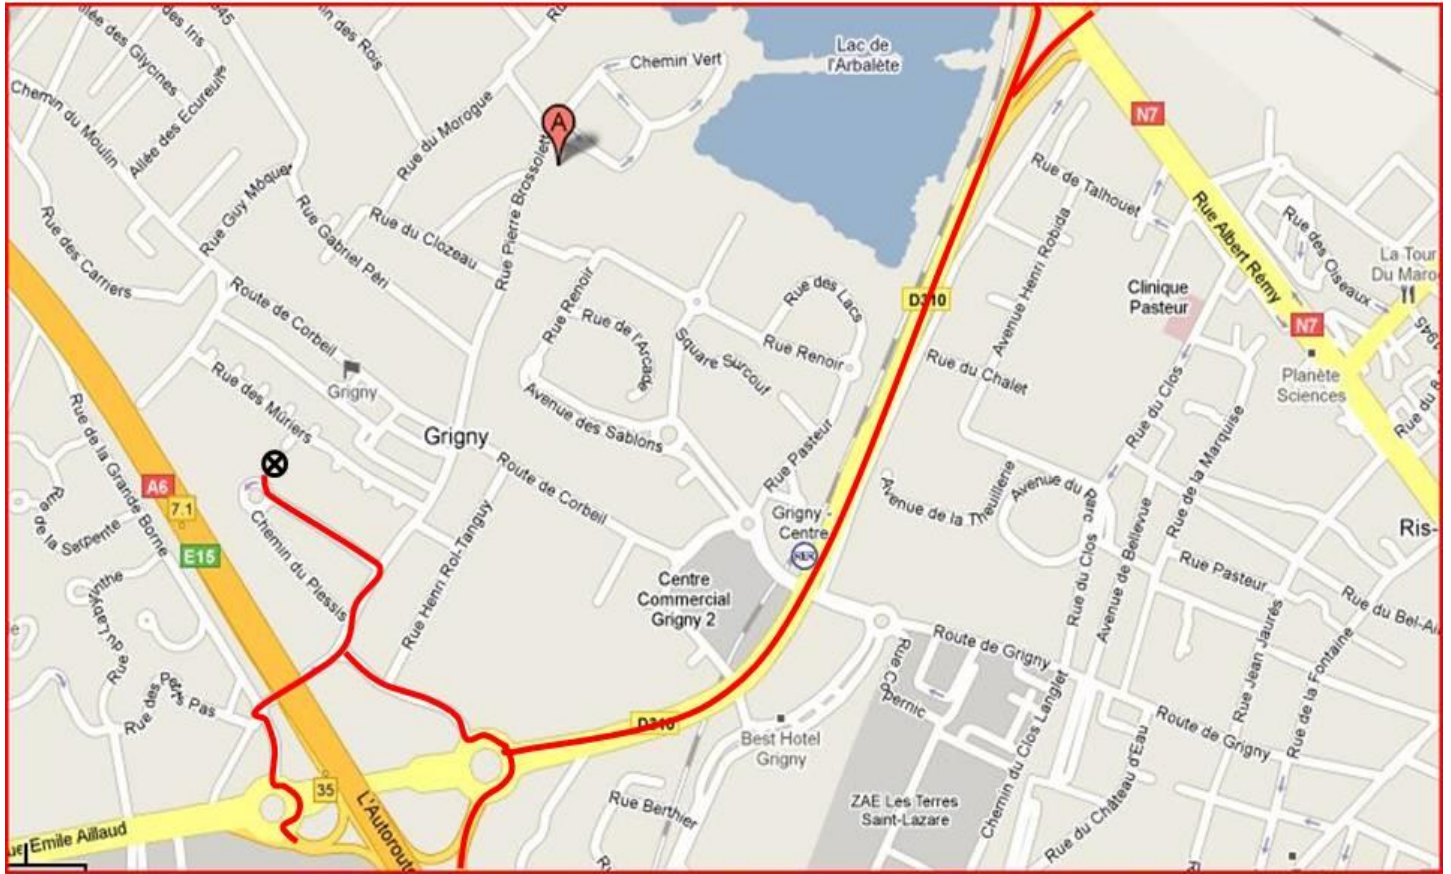 Allée des Glycines
des Iris
Allée des Ecureuils
Chemin du Moulin
Rue du Morogue
Chemin Vert
Lac de
l'Arbalète
A
Rue Pierre Brossolette
N7
Rue de Talhouet
Rue Albert Rémy
Rue des Oiseaux
La Tour
Du Maroc
Rue Guy Môquet
Rue Gabriel Péri
Rue du Clozeau
Rue des Carriers
Route de Corbeil
Grigny
Rue Renoir
Rue de l'Arcade
Square Surcouf
Rue des Lacs
Rue Renoir
D310
Avenue Henri Robida
Clinique
Pasteur
N7
1945
Planète
Sciences
Rue du Chalet
Rue du Clos
Rue de la Marquise
Rue du 8
Rue des Mûriers
Rue de la Grande Borne
Grigny
Avenue des Sablons
Route de Corbeil
Rue Pasteur
Grigny -
Centre
RER
Avenue de la Theuillerie
Avenue du Parc
Ris-
A6
7.1
E15
Rue de la Serpente
Chemin du Plessis
Rue Henri Rol-Tanguy
Centre
Commercial
Grigny 2
Rue du Clos
Avenue de Bellevue
Rue Pasteur
Rue du Bel-Air
Rue du Labyrinthe
Rue des Petits Pas
Route de Grigny
Rue Copernic
Rue Jean Jaurès
Rue de la Fontaine
D310
Best Hotel
Grigny
Route de Grigny
Chemin du Clos Langlet
Rue du Château d'Eau
35
L'Autoroute
Rue Berthier
ZAE Les Terres
Saint-Lazare
ue Emile Aillaud